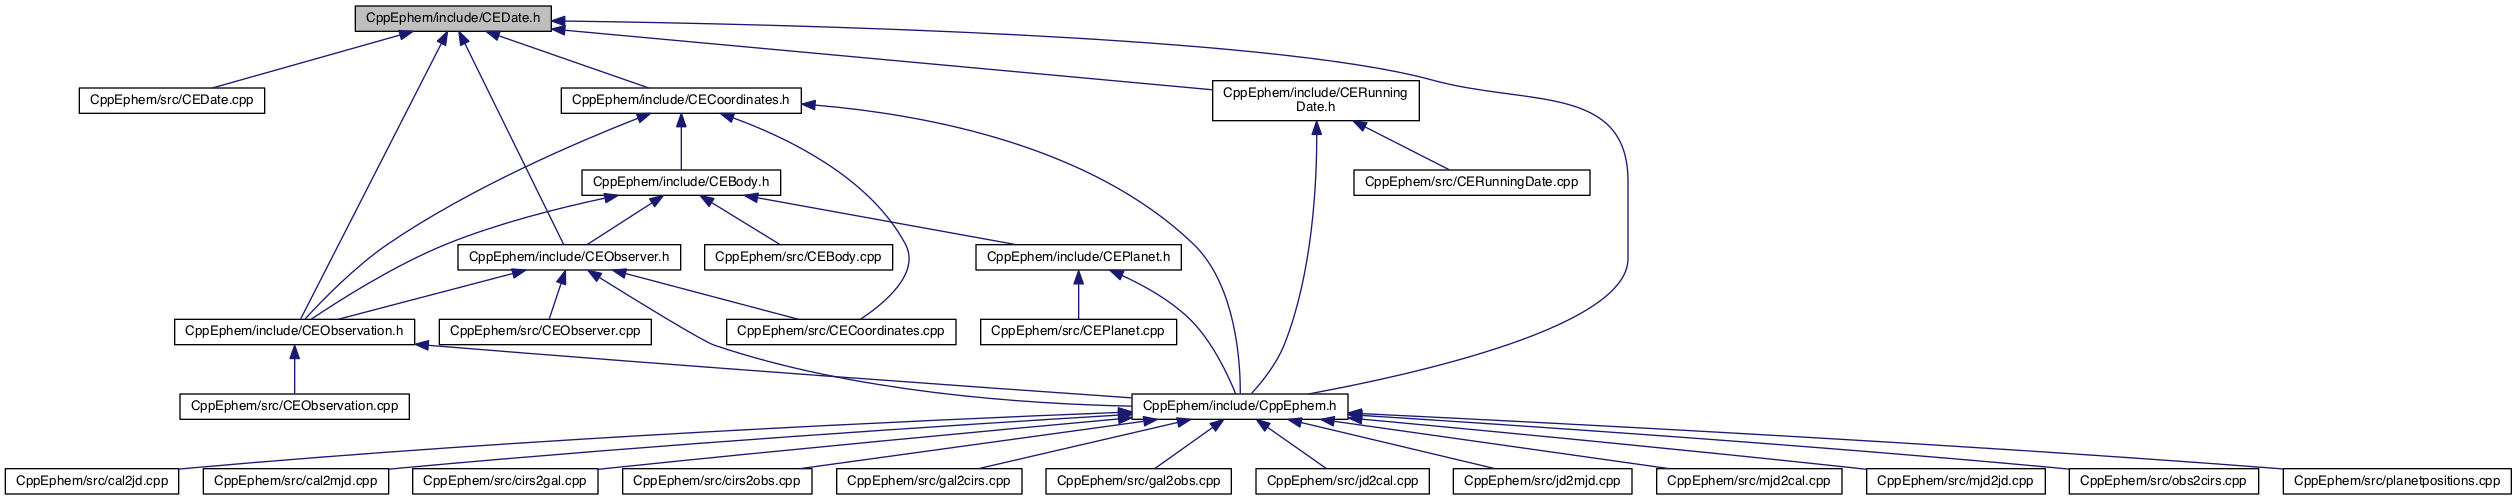 CppEphem/include/CEDate.h
CppEphem/src/CEDate.cpp
CppEphem/include/CECoordinates.h
CppEphem/include/CERunning
Date.h
CppEphem/include/CEBody.h
CppEphem/src/CERunningDate.cpp
CppEphem/include/CEObserver.h
CppEphem/src/CEBody.cpp
CppEphem/include/CEPlanet.h
CppEphem/include/CEObservation.h
CppEphem/src/CEObserver.cpp
CppEphem/src/CECoordinates.cpp
CppEphem/src/CEPlanet.cpp
CppEphem/src/CEObservation.cpp
CppEphem/include/CppEphem.h
CppEphem/src/cal2jd.cpp
CppEphem/src/cal2mjd.cpp
CppEphem/src/cirs2gal.cpp
CppEphem/src/cirs2obs.cpp
CppEphem/src/gal2cirs.cpp
CppEphem/src/gal2obs.cpp
CppEphem/src/jd2cal.cpp
CppEphem/src/jd2mjd.cpp
CppEphem/src/mjd2cal.cpp
CppEphem/src/mjd2jd.cpp
CppEphem/src/obs2cirs.cpp
CppEphem/src/planetpositions.cpp